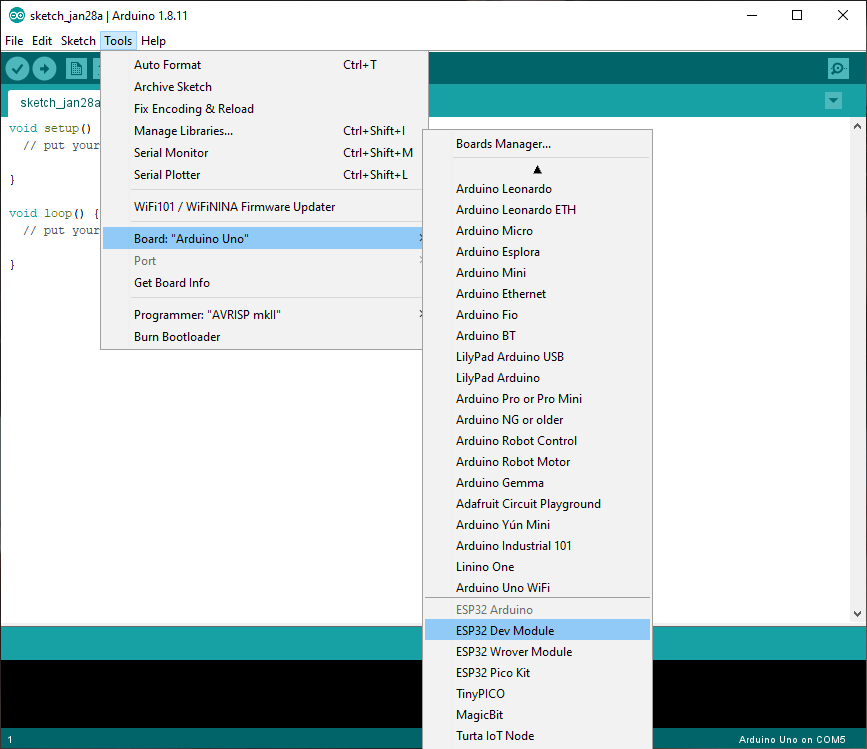 sketch_jan28a | Arduino 1.8.11
File Edit Sketch Tools Help
sketch_jan28a
void setup()
// put your
}
void loop() {
// put your
}
Auto Format Ctrl+T
Archive Sketch
Fix Encoding & Reload
Manage Libraries... Ctrl+Shift+I
Serial Monitor Ctrl+Shift+M
Serial Plotter Ctrl+Shift+L
WiFi101 / WiFiNINA Firmware Updater
Board: "Arduino Uno"
Port
Get Board Info
Programmer: "AVRISP mkII"
Burn Bootloader
Boards Manager...
Arduino Leonardo
Arduino Leonardo ETH
Arduino Micro
Arduino Esplora
Arduino Mini
Arduino Ethernet
Arduino Fio
Arduino BT
LilyPad Arduino USB
LilyPad Arduino
Arduino Pro or Pro Mini
Arduino NG or older
Arduino Robot Control
Arduino Robot Motor
Arduino Gemma
Adafruit Circuit Playground
Arduino Yún Mini
Arduino Industrial 101
Linino One
Arduino Uno WiFi
ESP32 Arduino
ESP32 Dev Module
ESP32 Wrover Module
ESP32 Pico Kit
TinyPICO
MagicBit
Turta IoT Node
1 Arduino Uno on COM5